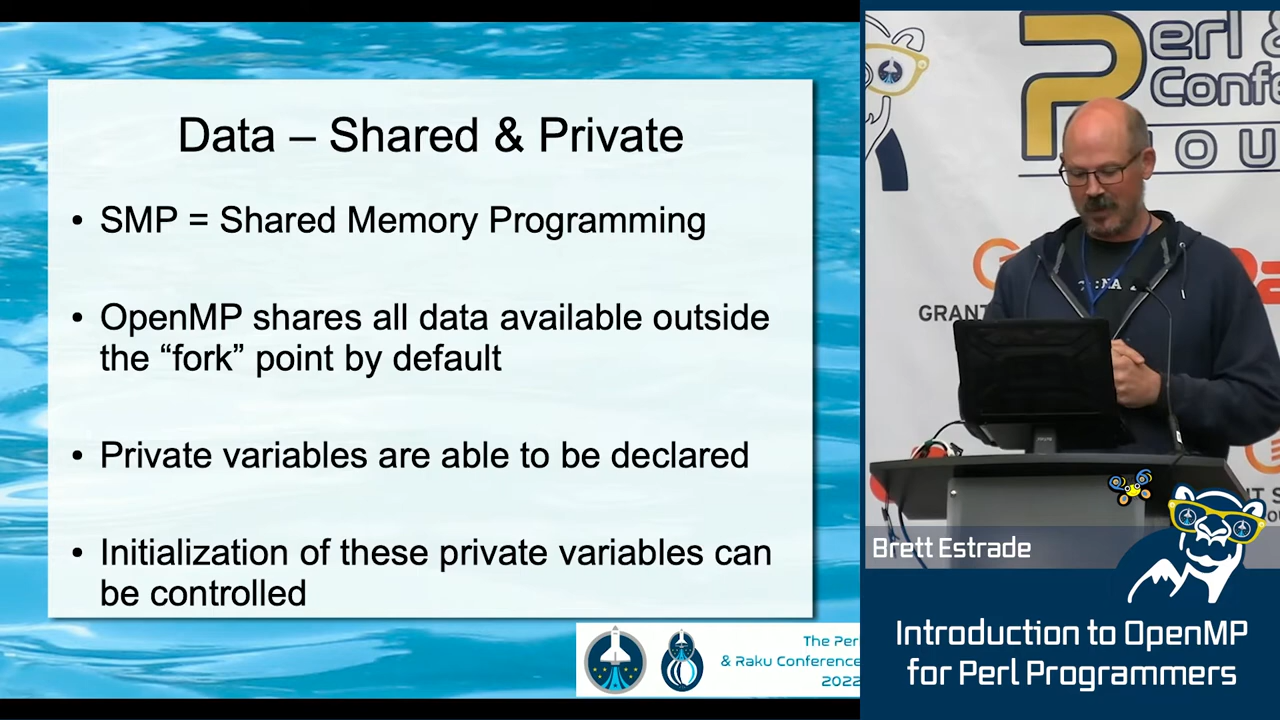 Data – Shared & Private
• SMP = Shared Memory Programming
• OpenMP shares all data available outside
the “fork” point by default
• Private variables are able to be declared
• Initialization of these private variables can
be controlled
The Perl
& Raku Conference
2022
Perl &
Confe
HOU
GRANT
Brett Estrade
Introduction to OpenMP
for Perl Programmers